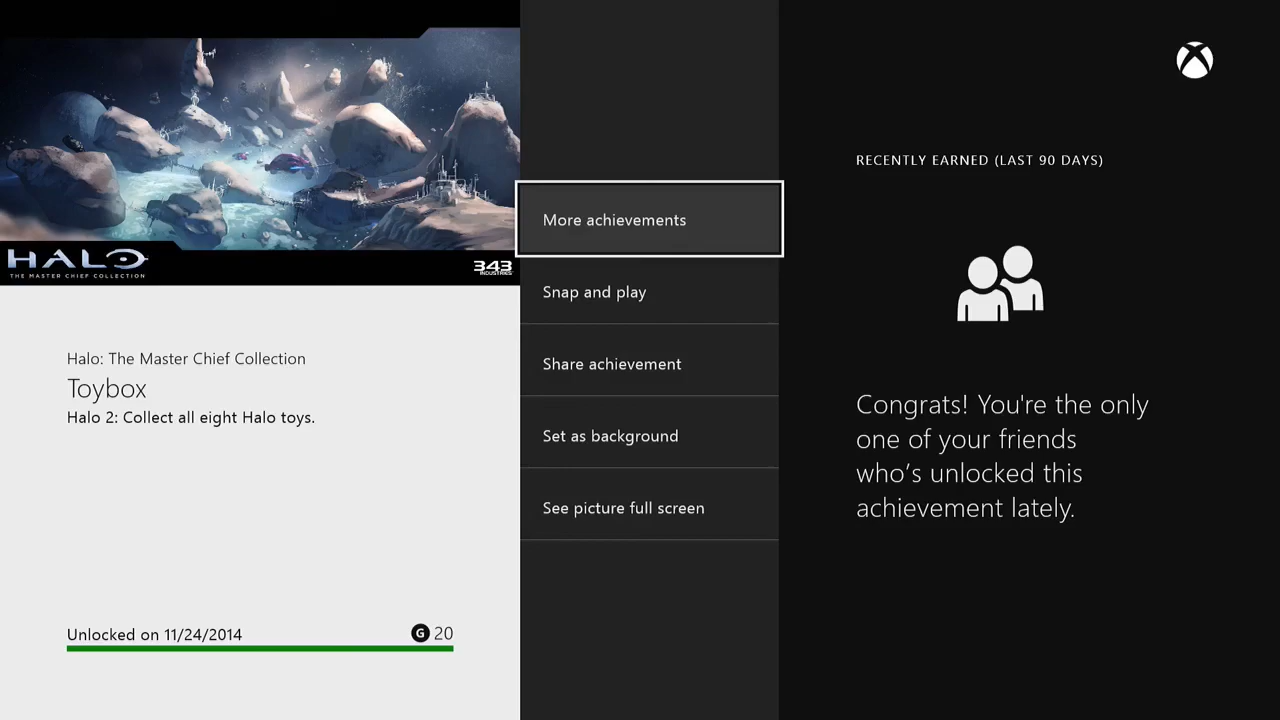 HALO
THE MASTER CHIEF COLLECTION
343
INDUSTRIES
Halo: The Master Chief Collection
Toybox
Halo 2: Collect all eight Halo toys.
Unlocked on 11/24/2014
G 20
More achievements
Snap and play
Share achievement
Set as background
See picture full screen
RECENTLY EARNED (LAST 90 DAYS)
Congrats! You're the only
one of your friends
who’s unlocked this
achievement lately.